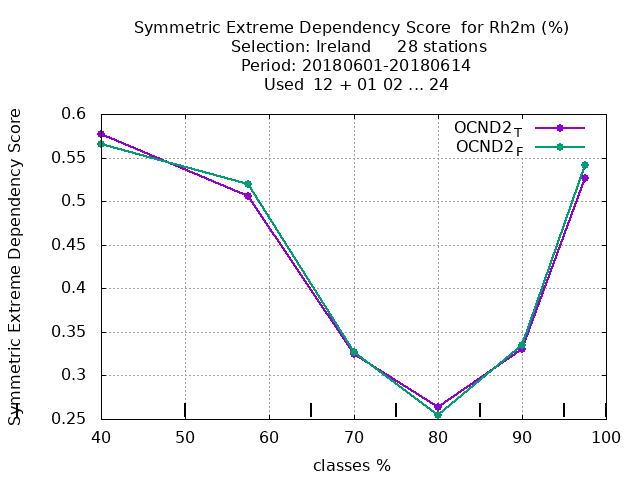 Symmetric Extreme Dependency Score for Rh2m (%)
Selection: Ireland 28 stations
Period: 20180601-20180614
Used 12 + 01 02 ... 24
Symmetric Extreme Dependency Score
0.6
0.55
0.5
0.45
0.4
0.35
0.3
0.25
OCND2T
OCND2F
40 50 60 70 80 90 100
classes %